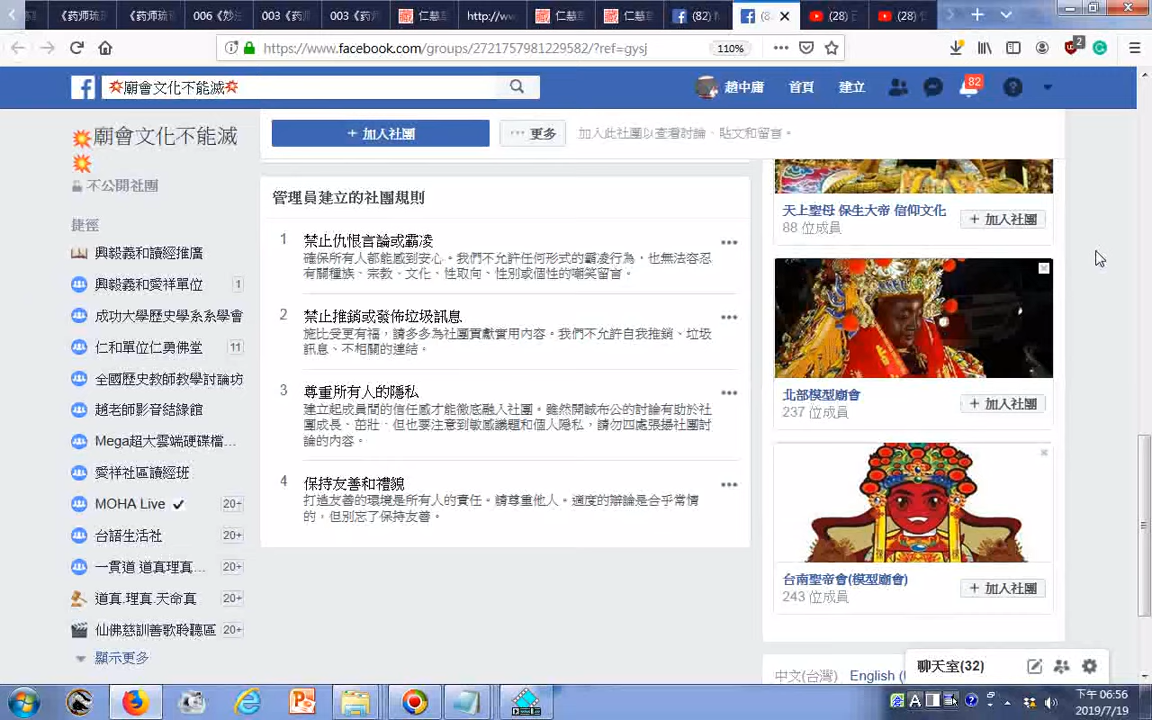 《药师琉
《药师琉
006《妙法
003《药师
003《药师
仁慈
http://ww
仁慈
仁慈
(82) M
(8
(28)
(28)
https://www.facebook.com/groups/2721757981229582/?ref=gysj
110%
2
💥廟會文化不能滅💥
趙中庸
首頁
建立
82
💥廟會文化不能滅
💥
不公開社團
捷徑
興毅義和讀經推廣
興毅義和愛祥單位 1
成功大學歷史學系系學會
仁和單位仁勇佛堂 11
全國歷史教師教學討論坊
趙老師影音結緣館
Mega超大雲端硬碟檔...
愛祥社區讀經班
MOHA Live 20+
台語生活社 20+
一貫道 道真理真... 20+
道真.理真.天命真 20+
仙佛慈訓善歌聆聽區 20+
顯示更多
+ 加入社團
··· 更多
加入此社團以查看討論、貼文和留言。
管理員建立的社團規則
1 禁止仇恨言論或霸凌
確保所有人都能感到安心。我們不允許任何形式的霸凌行為，也無法容忍
有關種族、宗教、文化、性取向、性別或個性的嘲笑留言。
2 禁止推銷或發佈垃圾訊息
施比受更有福，請多多為社團貢獻實用內容。我們不允許自我推銷、垃圾
訊息、不相關的連結。
3 尊重所有人的隱私
建立起成員間的信任感才能徹底融入社團。雖然開誠布公的討論有助於社
團成長、茁壯，但也要注意到敏感議題和個人隱私，請勿四處張揚社團討
論的內容。
4 保持友善和禮貌
打造友善的環境是所有人的責任。請尊重他人。適度的辯論是合乎常情
的，但別忘了保持友善。
天上聖母 保生大帝 信仰文化
88 位成員
+ 加入社團
北部模型廟會
237 位成員
+ 加入社團
台南聖帝會(模型廟會)
243 位成員
+ 加入社團
中文(台灣) English (
聊天室(32)
下午 06:56
2019/7/19